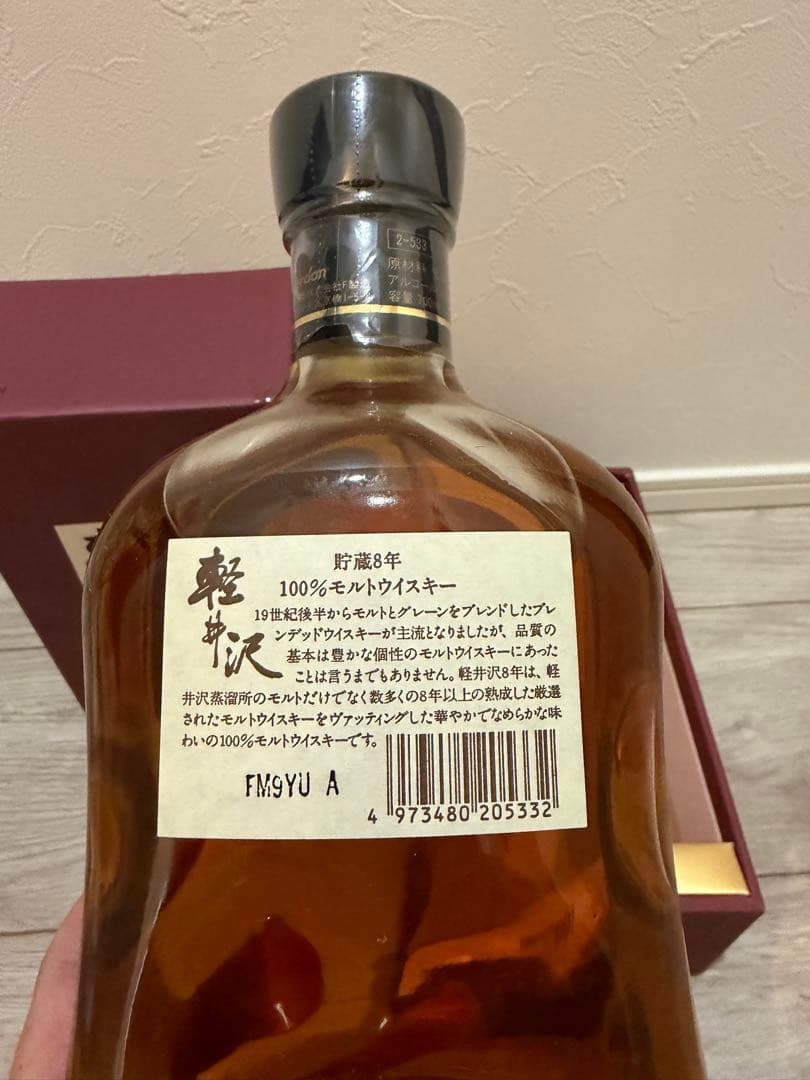 2-533
原材料
アルコー
容量
軽井沢
貯蔵8年
100%モルトウイスキー
19世紀後半からモルトとグレーンをブレンドしたブレ
ンデッドウイスキーが主流となりましたが、品質の
基本は豊かな個性のモルトウイスキーにあった
ことは言うまでもありません。軽井沢8年は、軽
井沢蒸溜所のモルトだけでなく数多くの8年以上の熟成した厳選
されたモルトウイスキーをヴァッティングした華やかでなめらかな味
わいの100%モルトウイスキーです。
FM9YU A
4 973480 205332